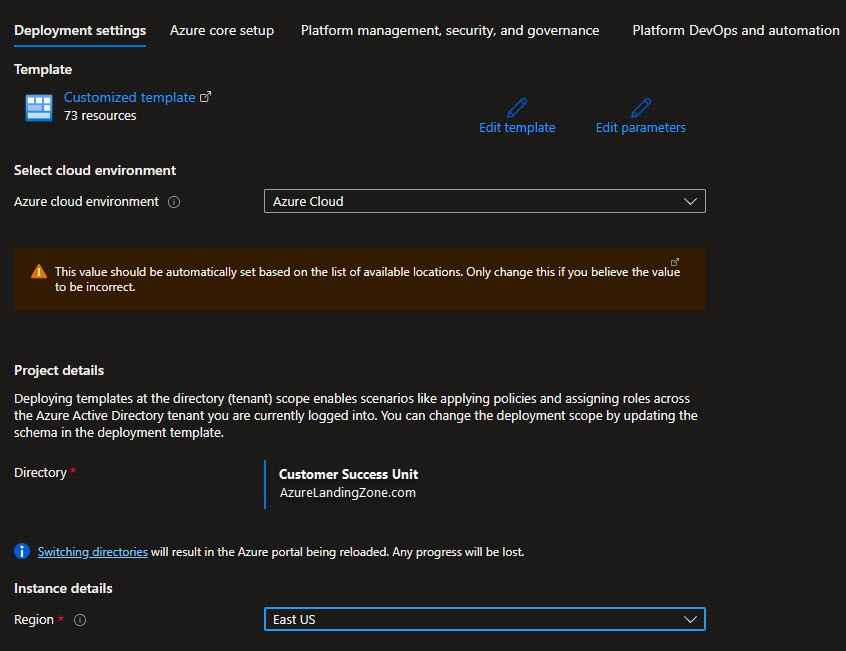 Deployment settings Azure core setup Platform management, security, and governance Platform DevOps and automation
Template
Customized template
73 resources
Edit template Edit parameters
Select cloud environment
Azure cloud environment Azure Cloud
This value should be automatically set based on the list of available locations. Only change this if you believe the value
to be incorrect.
Project details
Deploying templates at the directory (tenant) scope enables scenarios like applying policies and assigning roles across
the Azure Active Directory tenant you are currently logged into. You can change the deployment scope by updating the
schema in the deployment template.
Directory * Customer Success Unit
AzureLandingZone.com
Switching directories will result in the Azure portal being reloaded. Any progress will be lost.
Instance details
Region * East US